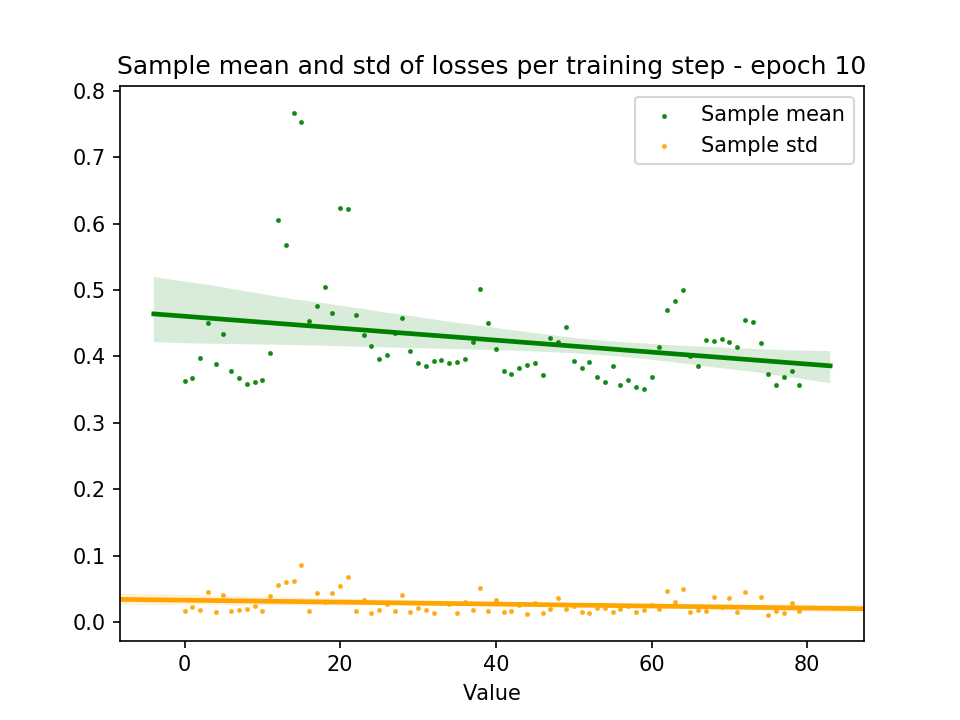 Sample mean and std of losses per training step - epoch 10
Sample mean
Sample std
0.8
0.7
0.6
0.5
0.4
0.3
0.2
0.1
0.0
0 20 40 60 80
Value